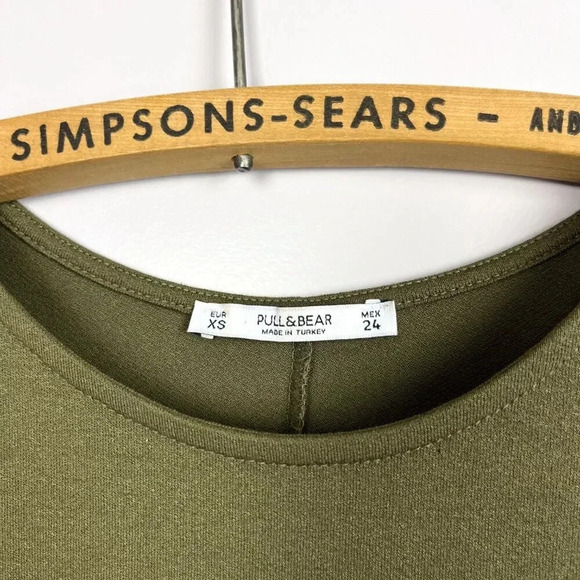 SIMPSONS-SEARS - AND
EUR
XS
PULL&BEAR
MADE IN TURKEY
MEX
24